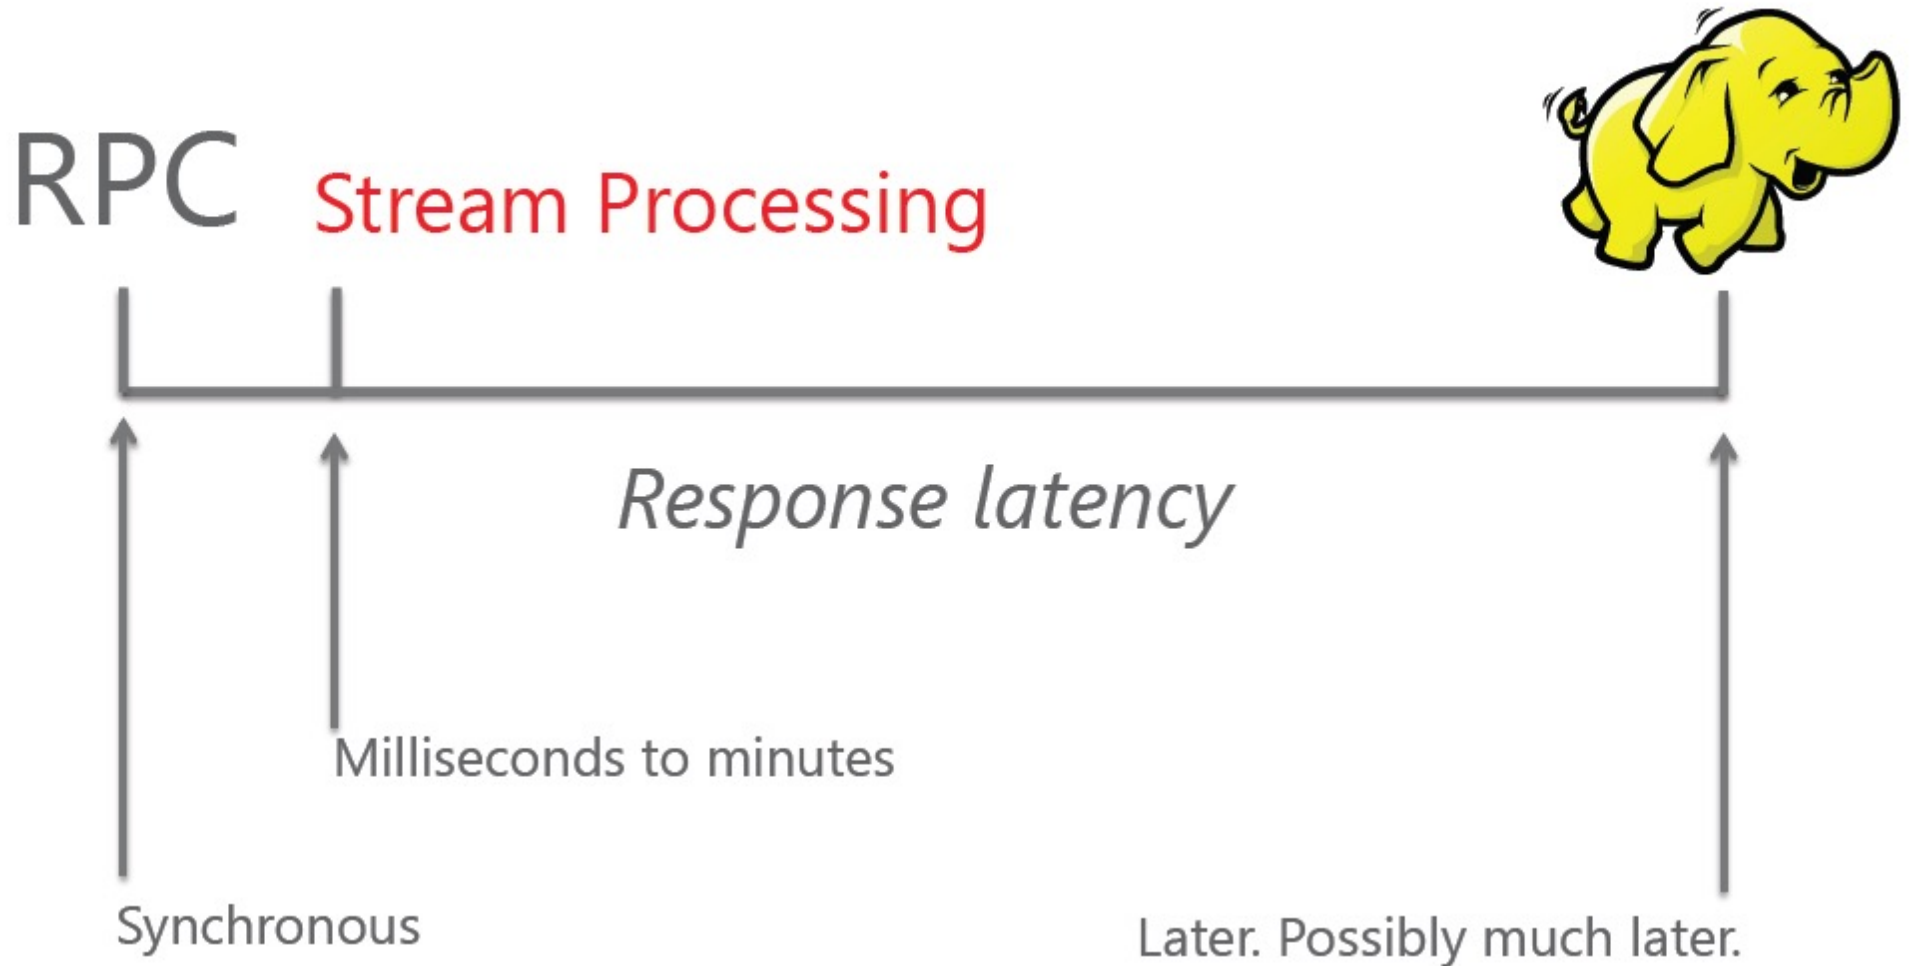 RPC
Stream Processing
Response latency
Milliseconds to minutes
Synchronous
Later. Possibly much later.